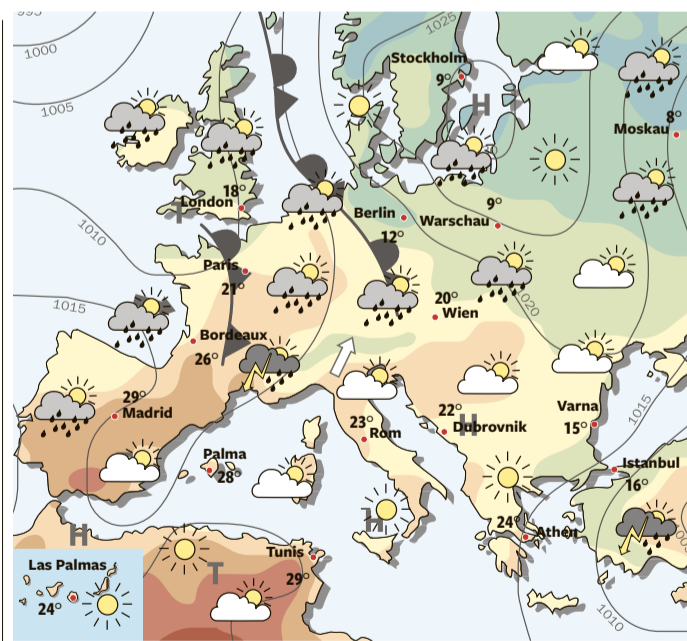 995
1000
1005
1025
Stockholm
9°
H
Moskau
8°
London
18°
T
1010
Berlin
12°
Warschau
9°
Paris
21°
1015
20°
Wien
1020
Bordeaux
26°
29°
Madrid
23°
Rom
22°
H
Dubrovnik
Varna
15°
1015
Palma
28°
Istanbul
16°
H
24°
Athen
H
Tunis
29°
T
Las Palmas
24°
1010